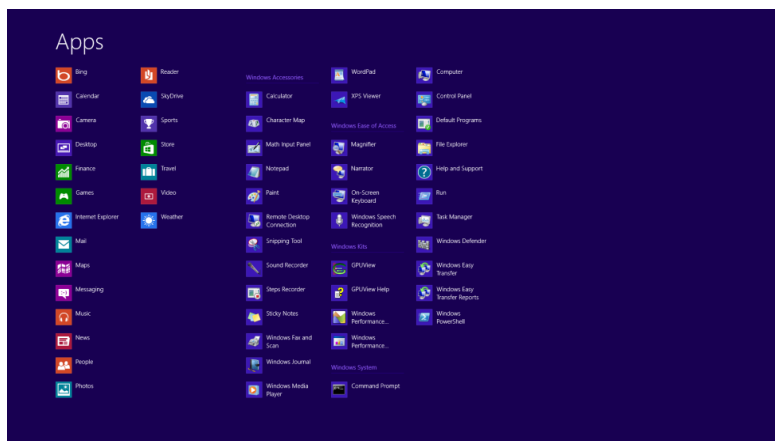 Apps
Bing
Calendar
Camera
Desktop
Finance
Games
Internet Explorer
Mail
Maps
Messaging
Music
News
People
Photos
Reader
SkyDrive
Sports
Store
Travel
Video
Weather
Windows Accessories
Calculator
Character Map
Math Input Panel
Notepad
Paint
Remote Desktop
Connection
Snipping Tool
Sound Recorder
Steps Recorder
Sticky Notes
Windows Fax and
Scan
Windows Journal
Windows Media
Player
WordPad
XPS Viewer
Windows Ease of Access
Magnifier
Narrator
On-Screen
Keyboard
Windows Speech
Recognition
Windows Kits
GPUView
GPUView Help
Windows
Performance...
Windows
Performance...
Windows System
Command Prompt
Computer
Control Panel
Default Programs
File Explorer
Help and Support
Run
Task Manager
Windows Defender
Windows Easy
Transfer
Windows Easy
Transfer Reports
Windows
PowerShell